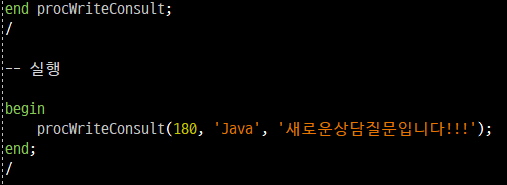 end procWriteConsult;
/
-- 실행
begin
procWriteConsult(180, 'Java', '새로운상담질문입니다!!!');
end;
/